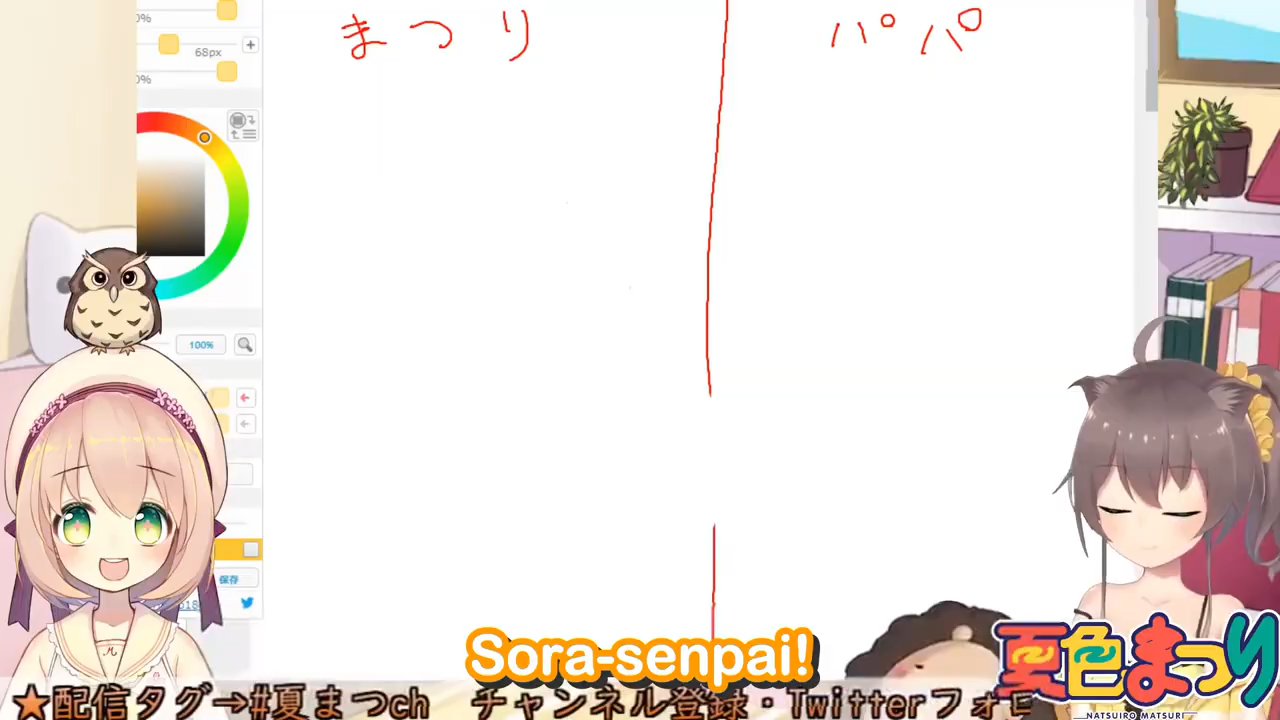 0%
68px
0%
まつり
パパ
100%
保存
Sora-senpai!
夏色まつり
NATSUIRO MATSURI
★配信タグ→#夏まつch チャンネル登録・Twitterフォロ